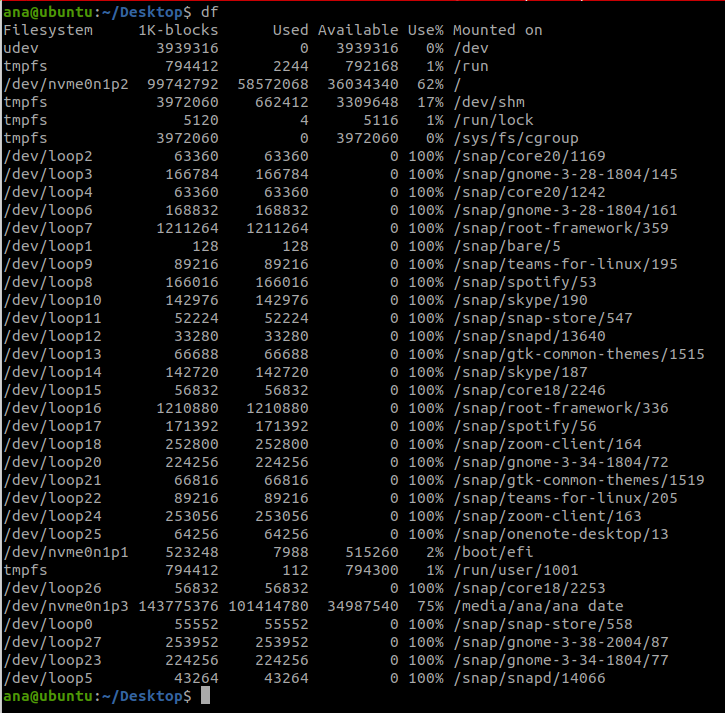 ana@ubuntu:~/Desktop$ df
Filesystem     1K-blocks      Used Available Use% Mounted on
udev             3939316         0   3939316   0% /dev
tmpfs             794412      2244    792168   1% /run
/dev/nvme0n1p2  99742792  58572068  36034340  62% /
tmpfs            3972060    662412   3309648  17% /dev/shm
tmpfs               5120         4      5116   1% /run/lock
tmpfs            3972060         0   3972060   0% /sys/fs/cgroup
/dev/loop2         63360     63360         0 100% /snap/core20/1169
/dev/loop3        166784    166784         0 100% /snap/gnome-3-28-1804/145
/dev/loop4         63360     63360         0 100% /snap/core20/1242
/dev/loop6        168832    168832         0 100% /snap/gnome-3-28-1804/161
/dev/loop7       1211264   1211264         0 100% /snap/root-framework/359
/dev/loop1           128       128         0 100% /snap/bare/5
/dev/loop9         89216     89216         0 100% /snap/teams-for-linux/195
/dev/loop8        166016    166016         0 100% /snap/spotify/53
/dev/loop10       142976    142976         0 100% /snap/skype/190
/dev/loop11        52224     52224         0 100% /snap/snap-store/547
/dev/loop12        33280     33280         0 100% /snap/snapd/13640
/dev/loop13        66688     66688         0 100% /snap/gtk-common-themes/1515
/dev/loop14       142720    142720         0 100% /snap/skype/187
/dev/loop15        56832     56832         0 100% /snap/core18/2246
/dev/loop16      1210880   1210880         0 100% /snap/root-framework/336
/dev/loop17       171392    171392         0 100% /snap/spotify/56
/dev/loop18       252800    252800         0 100% /snap/zoom-client/164
/dev/loop20       224256    224256         0 100% /snap/gnome-3-34-1804/72
/dev/loop21        66816     66816         0 100% /snap/gtk-common-themes/1519
/dev/loop22        89216     89216         0 100% /snap/teams-for-linux/205
/dev/loop24       253056    253056         0 100% /snap/zoom-client/163
/dev/loop25        64256     64256         0 100% /snap/onenote-desktop/13
/dev/nvme0n1p1    523248      7988    515260   2% /boot/efi
tmpfs             794412       112    794300   1% /run/user/1001
/dev/loop26        56832     56832         0 100% /snap/core18/2253
/dev/nvme0n1p3 143775376 101414780  34987540  75% /media/ana/ana date
/dev/loop0         55552     55552         0 100% /snap/snap-store/558
/dev/loop27       253952    253952         0 100% /snap/gnome-3-38-2004/87
/dev/loop23       224256    224256         0 100% /snap/gnome-3-34-1804/77
/dev/loop5         43264     43264         0 100% /snap/snapd/14066
ana@ubuntu:~/Desktop$